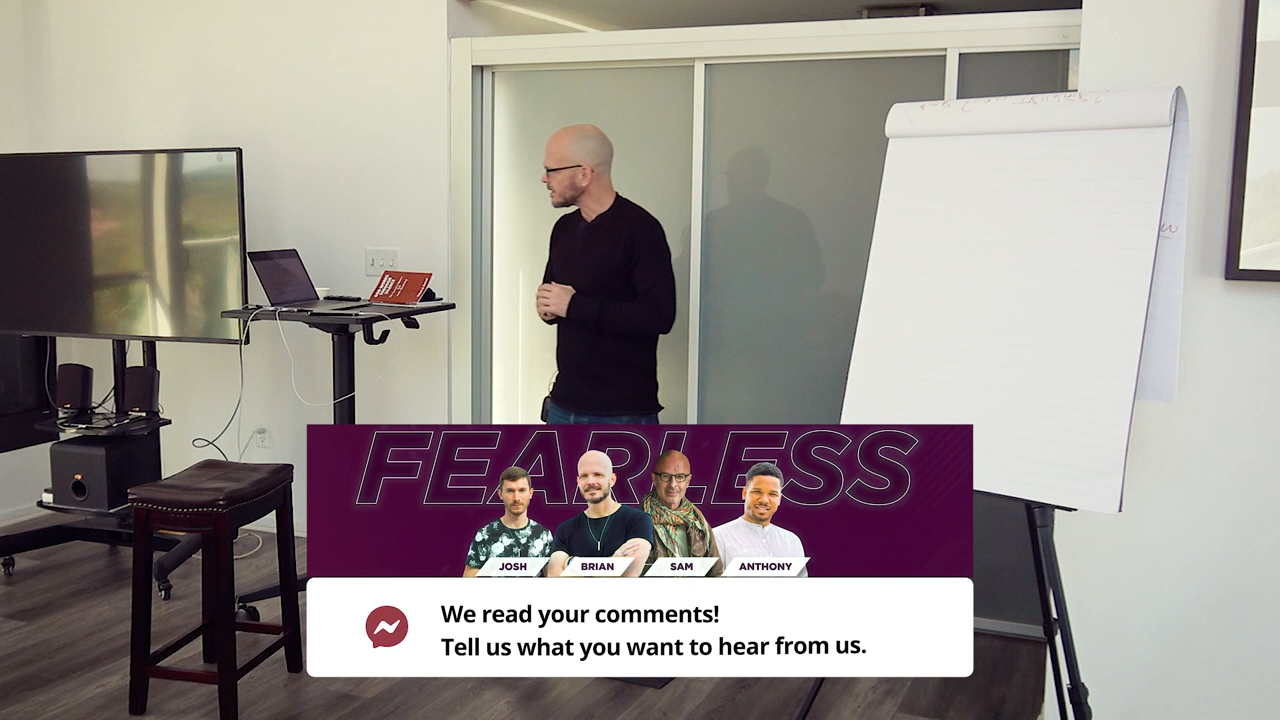 FEARLESS
JOSH
BRIAN
SAM
ANTHONY
We read your comments!
Tell us what you want to hear from us.